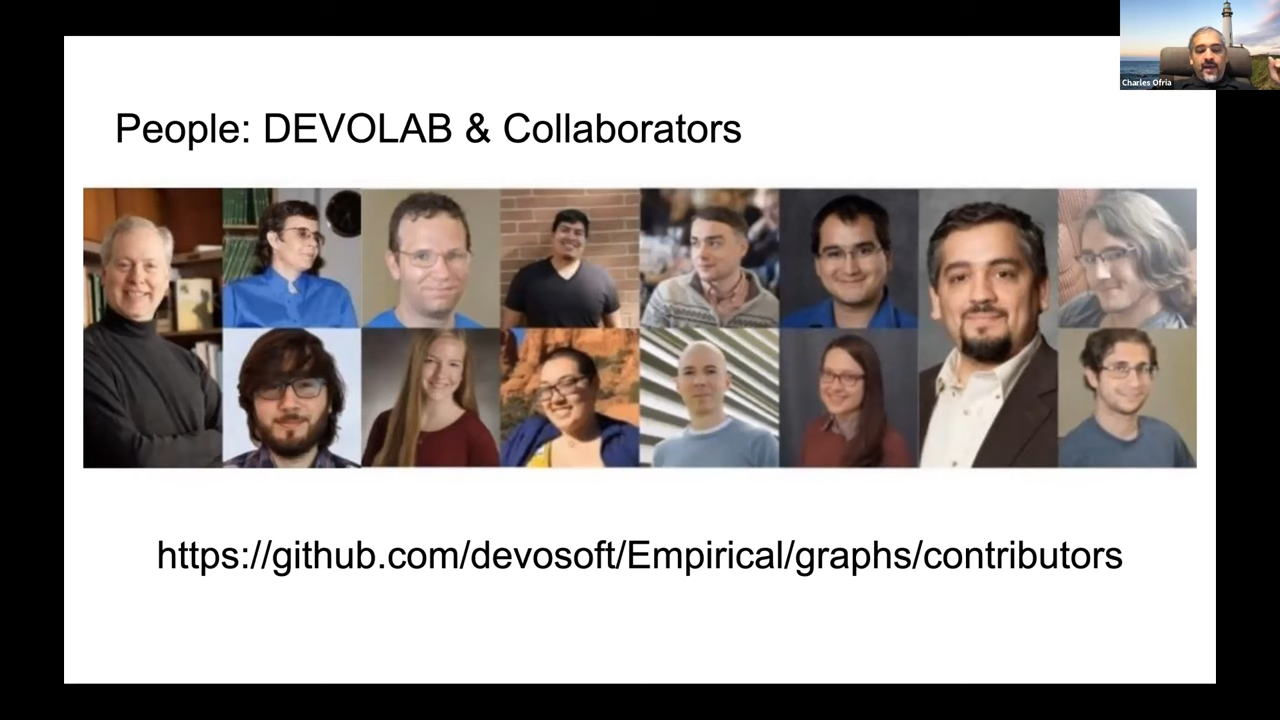 Charles Ofria
People: DEVOLAB & Collaborators
https://github.com/devosoft/Empirical/graphs/contributors